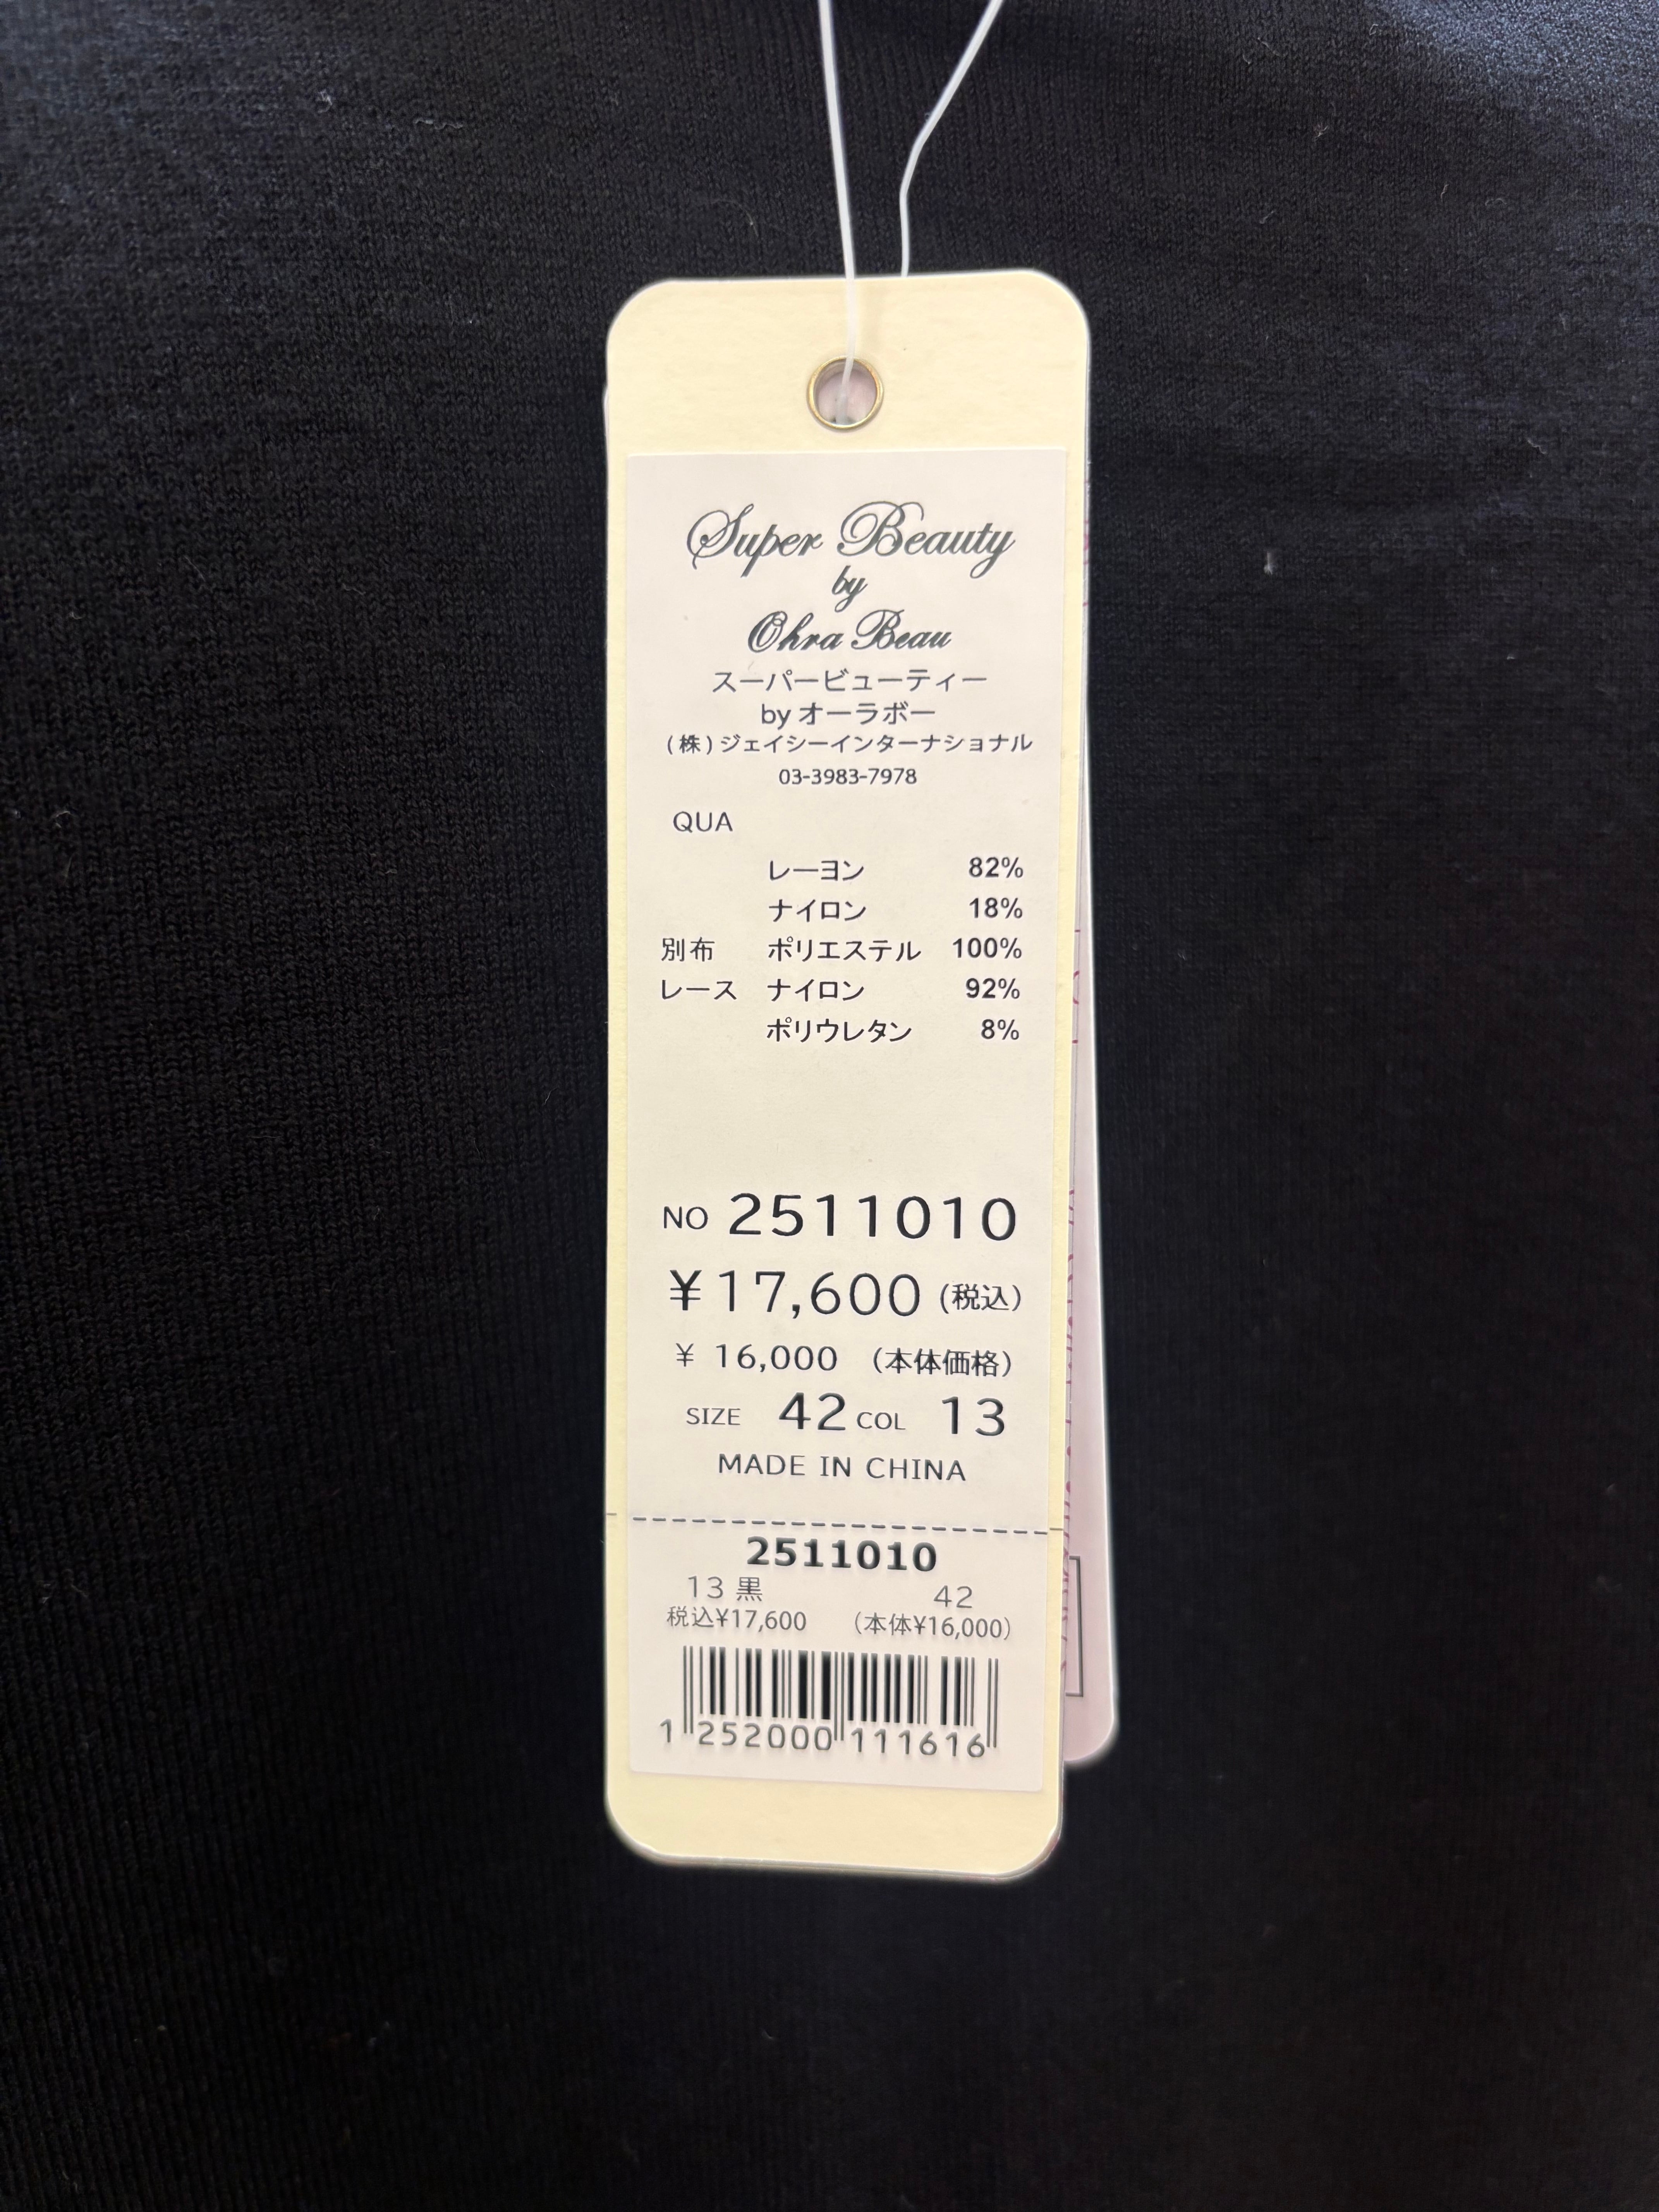 Super Beauty
by
Ohra Beau
スーパービューティー
by オーラボー
(株)ジェイシーインターナショナル
03-3983-7978
QUA
レーヨン 82%
ナイロン 18%
別布 ポリエステル 100%
レース ナイロン 92%
ポリウレタン 8%
NO 2511010
¥17,600 (税込)
¥ 16,000 (本体価格)
SIZE 42 COL 13
MADE IN CHINA
2511010
13 黒 42
税込¥17,600 (本体¥16,000)
1 252000 111616